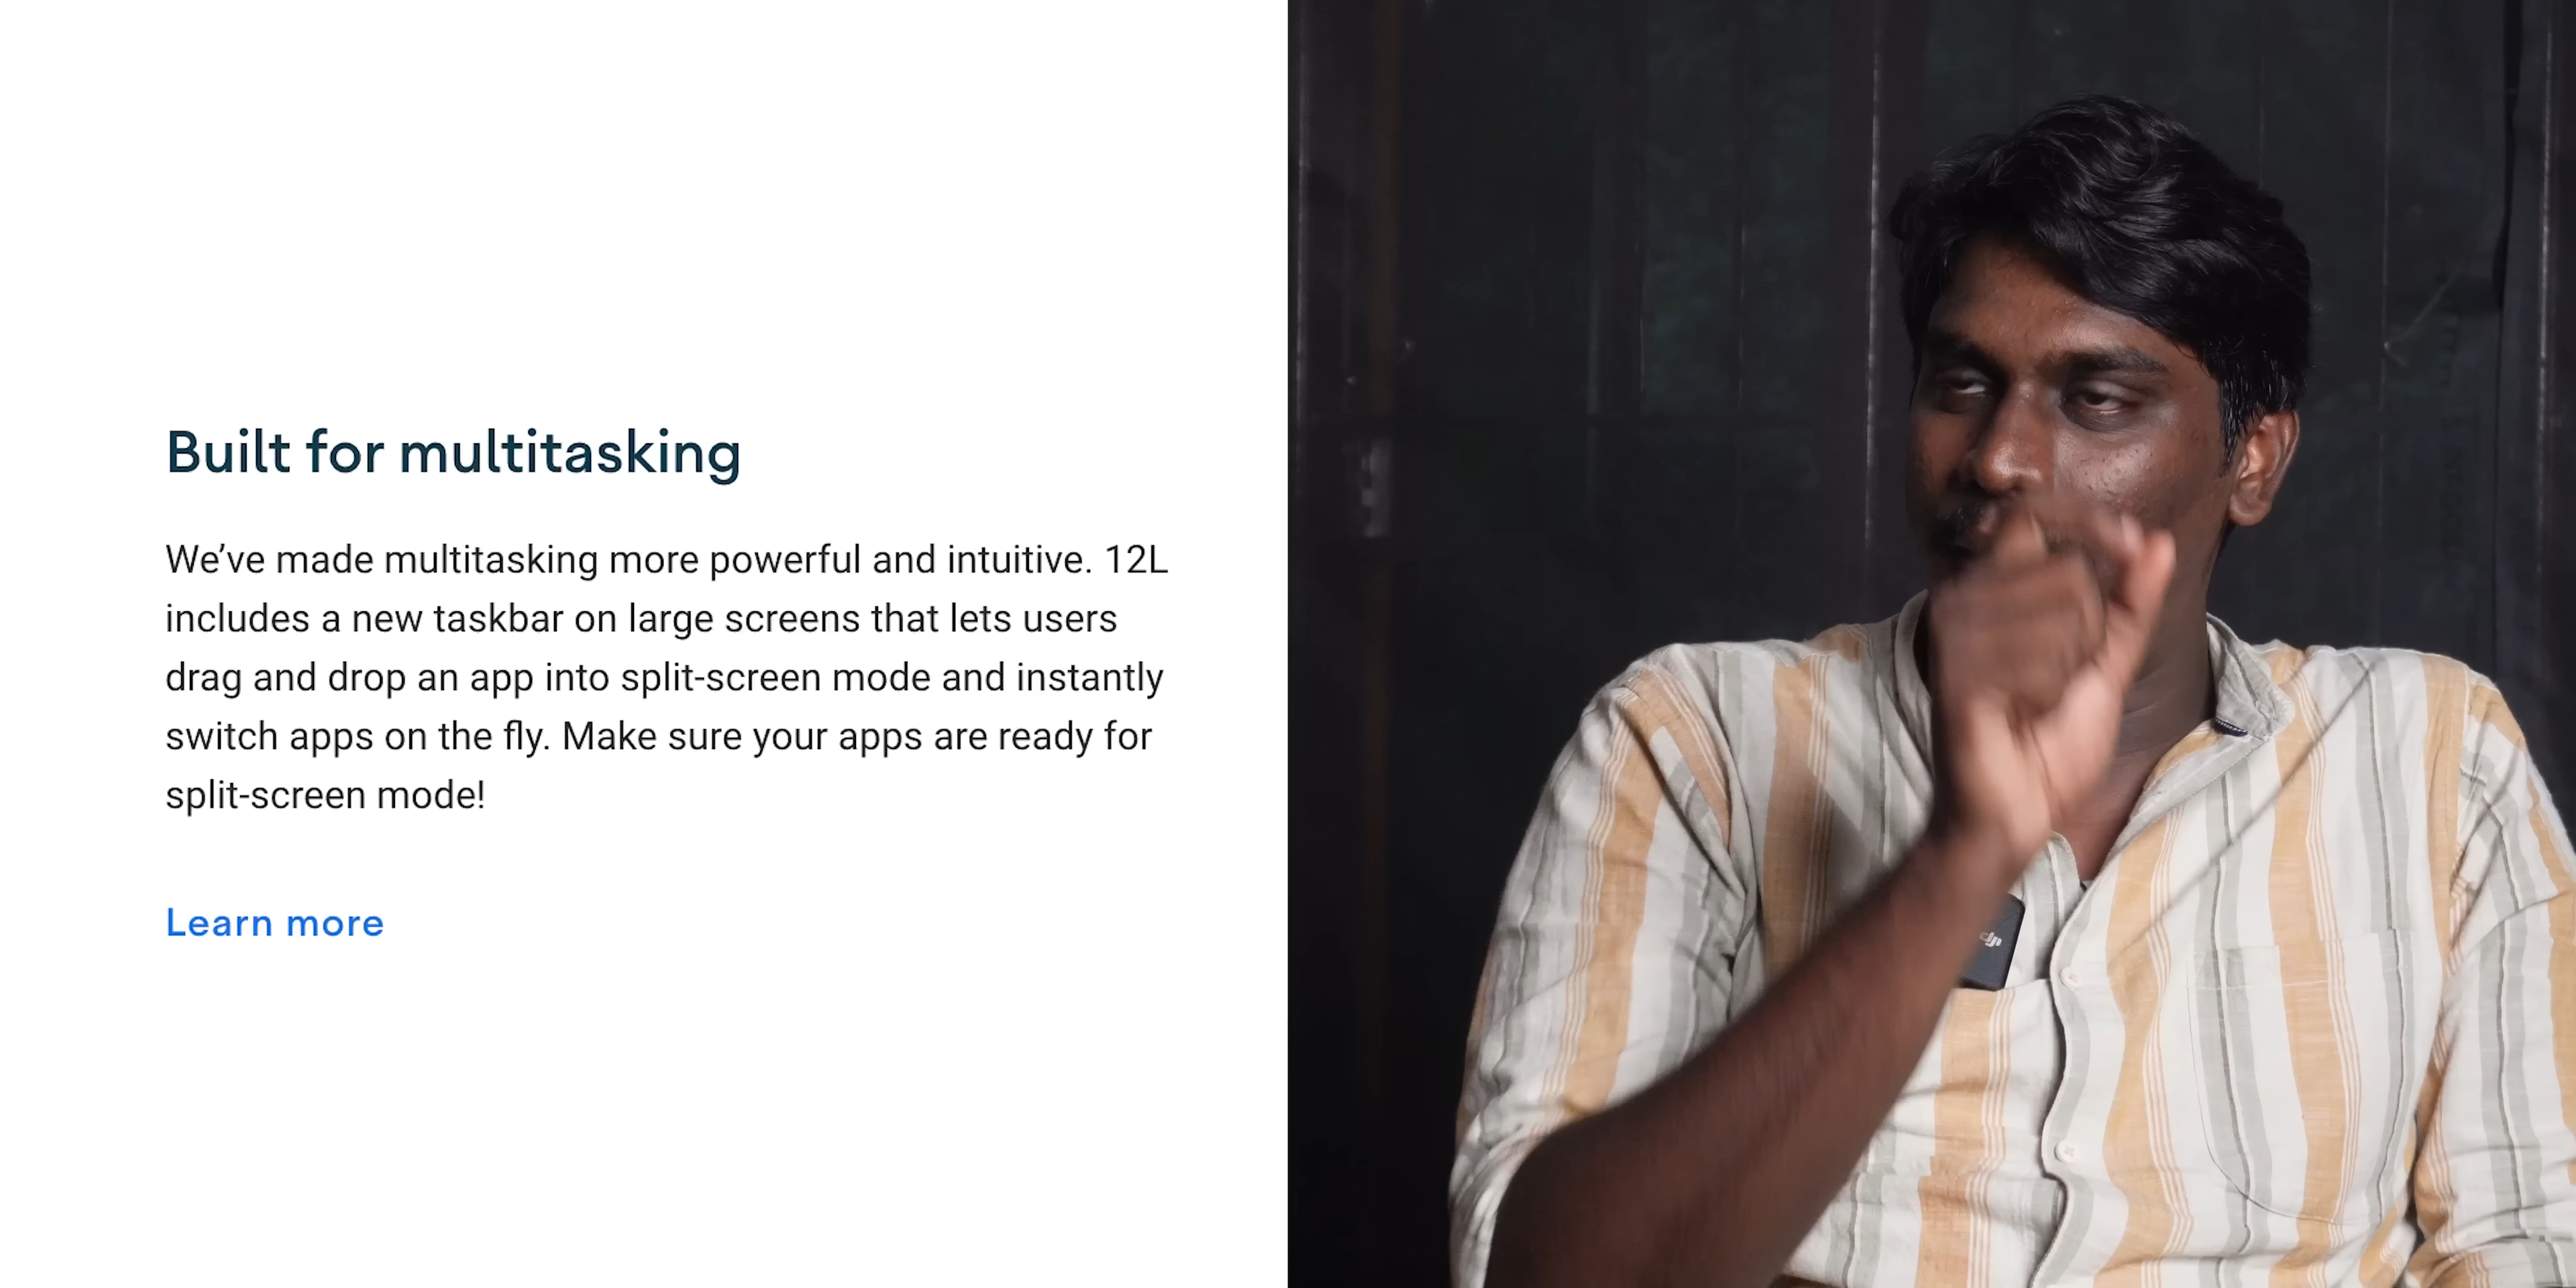 Built for multitasking
We’ve made multitasking more powerful and intuitive. 12L
includes a new taskbar on large screens that lets users
drag and drop an app into split-screen mode and instantly
switch apps on the fly. Make sure your apps are ready for
split-screen mode!
Learn more
dji